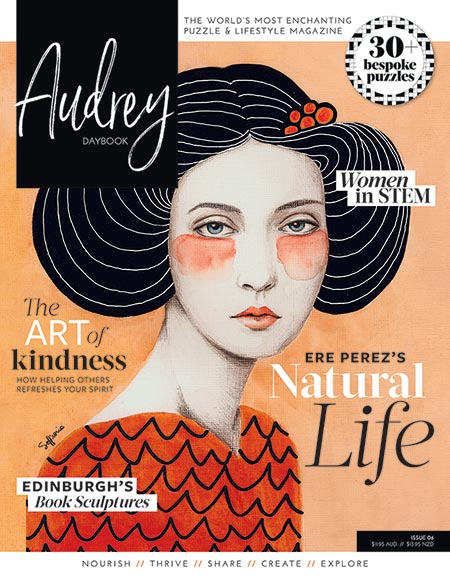 THE WORLD'S MOST ENCHANTING
PUZZLE & LIFESTYLE MAGAZINE
30+
bespoke
puzzles
Audrey
DAYBOOK
Women
in STEM
The
ART of
kindness
HOW HELPING OTHERS
REFRESHES YOUR SPIRIT
ERE PEREZ'S
Natural
Life
Sofiaria
EDINBURGH'S
Book Sculptures
ISSUE 06
$11.95 AUD // $13.95 NZD
NOURISH // THRIVE // SHARE // CREATE // EXPLORE